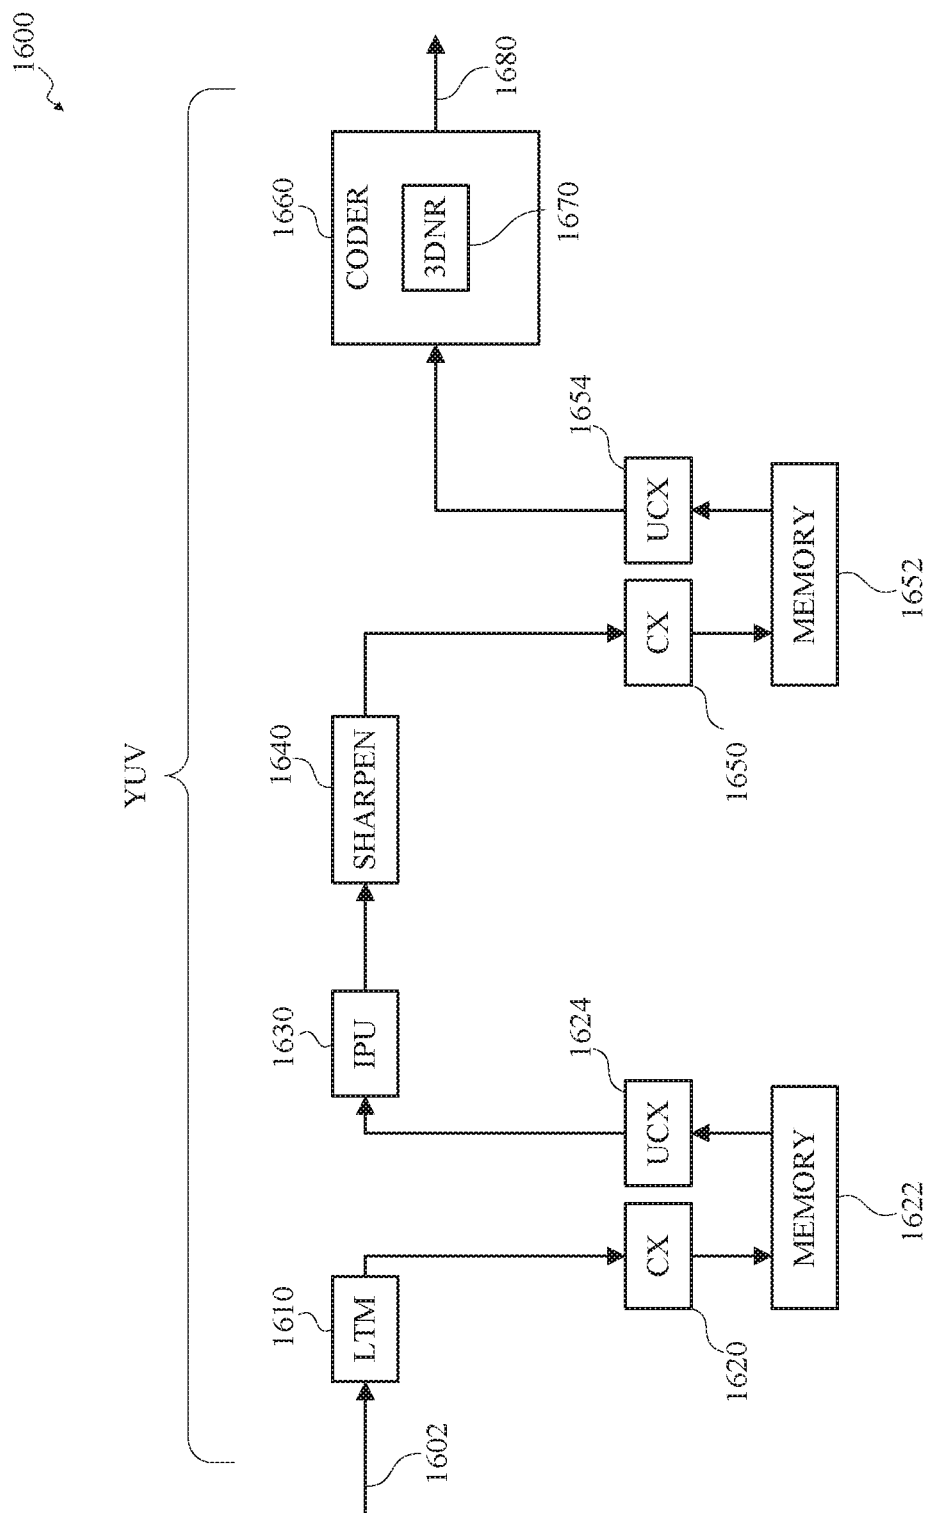 1600
YUV
1602
1610
LTM
1620
CX
1622
MEMORY
1624
UCX
1630
IPU
1640
SHARPEN
1650
CX
1652
MEMORY
1654
UCX
1660
CODER
3DNR
1670
1680